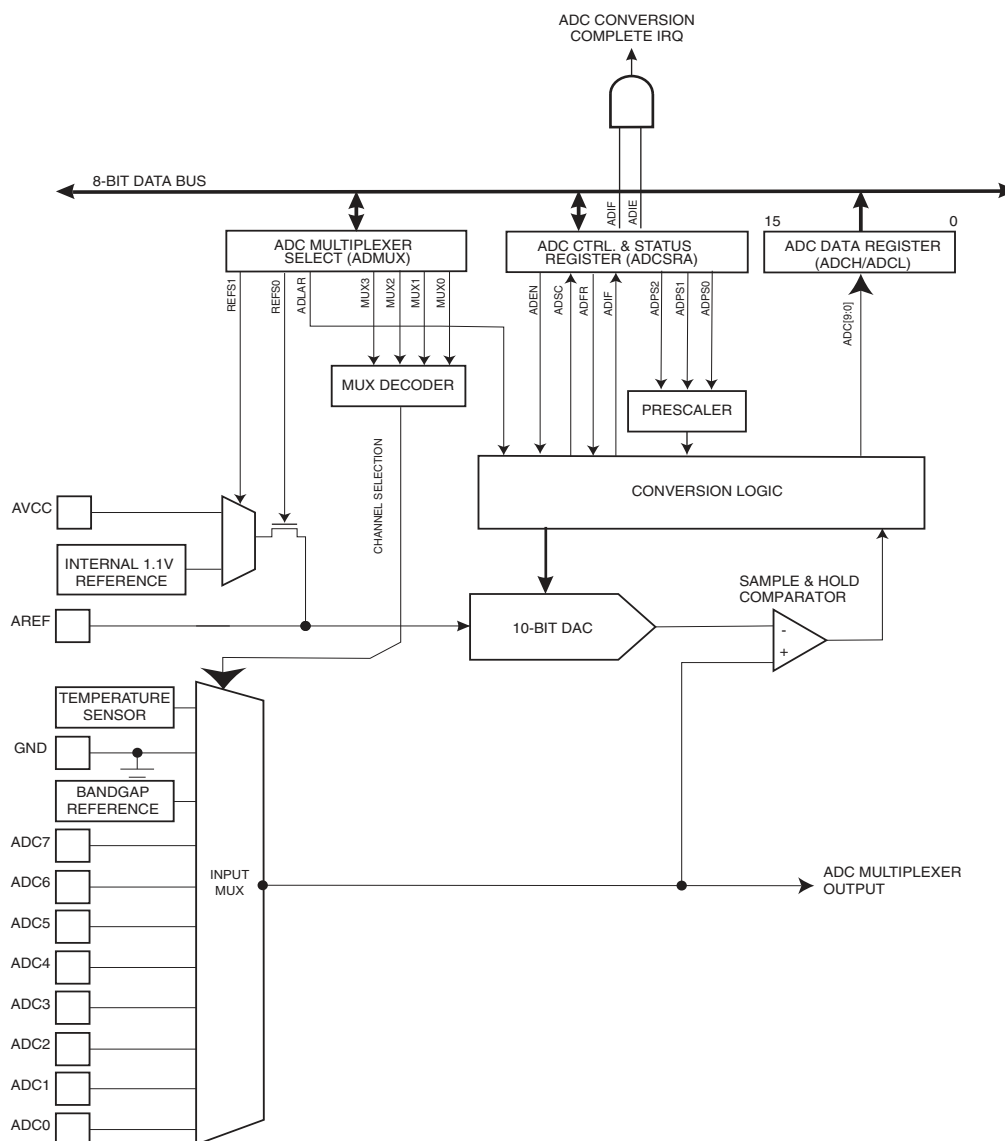 ADC CONVERSION
COMPLETE IRQ
8-BIT DATA BUS
ADIF
ADIE
15
0
ADC MULTIPLEXER
SELECT (ADMUX)
ADC CTRL. & STATUS
REGISTER (ADCSRA)
ADC DATA REGISTER
(ADCH/ADCL)
REFS1
REFS0
ADLAR
MUX3
MUX2
MUX1
MUX0
ADEN
ADSC
ADFR
ADIF
ADPS2
ADPS1
ADPS0
ADC[9:0]
MUX DECODER
PRESCALER
CHANNEL SELECTION
CONVERSION LOGIC
AVCC
INTERNAL 1.1V
REFERENCE
SAMPLE & HOLD
COMPARATOR
AREF
10-BIT DAC
-
+
TEMPERATURE
SENSOR
GND
BANDGAP
REFERENCE
ADC7
ADC6
ADC5
ADC4
ADC3
ADC2
ADC1
ADC0
INPUT
MUX
ADC MULTIPLEXER
OUTPUT